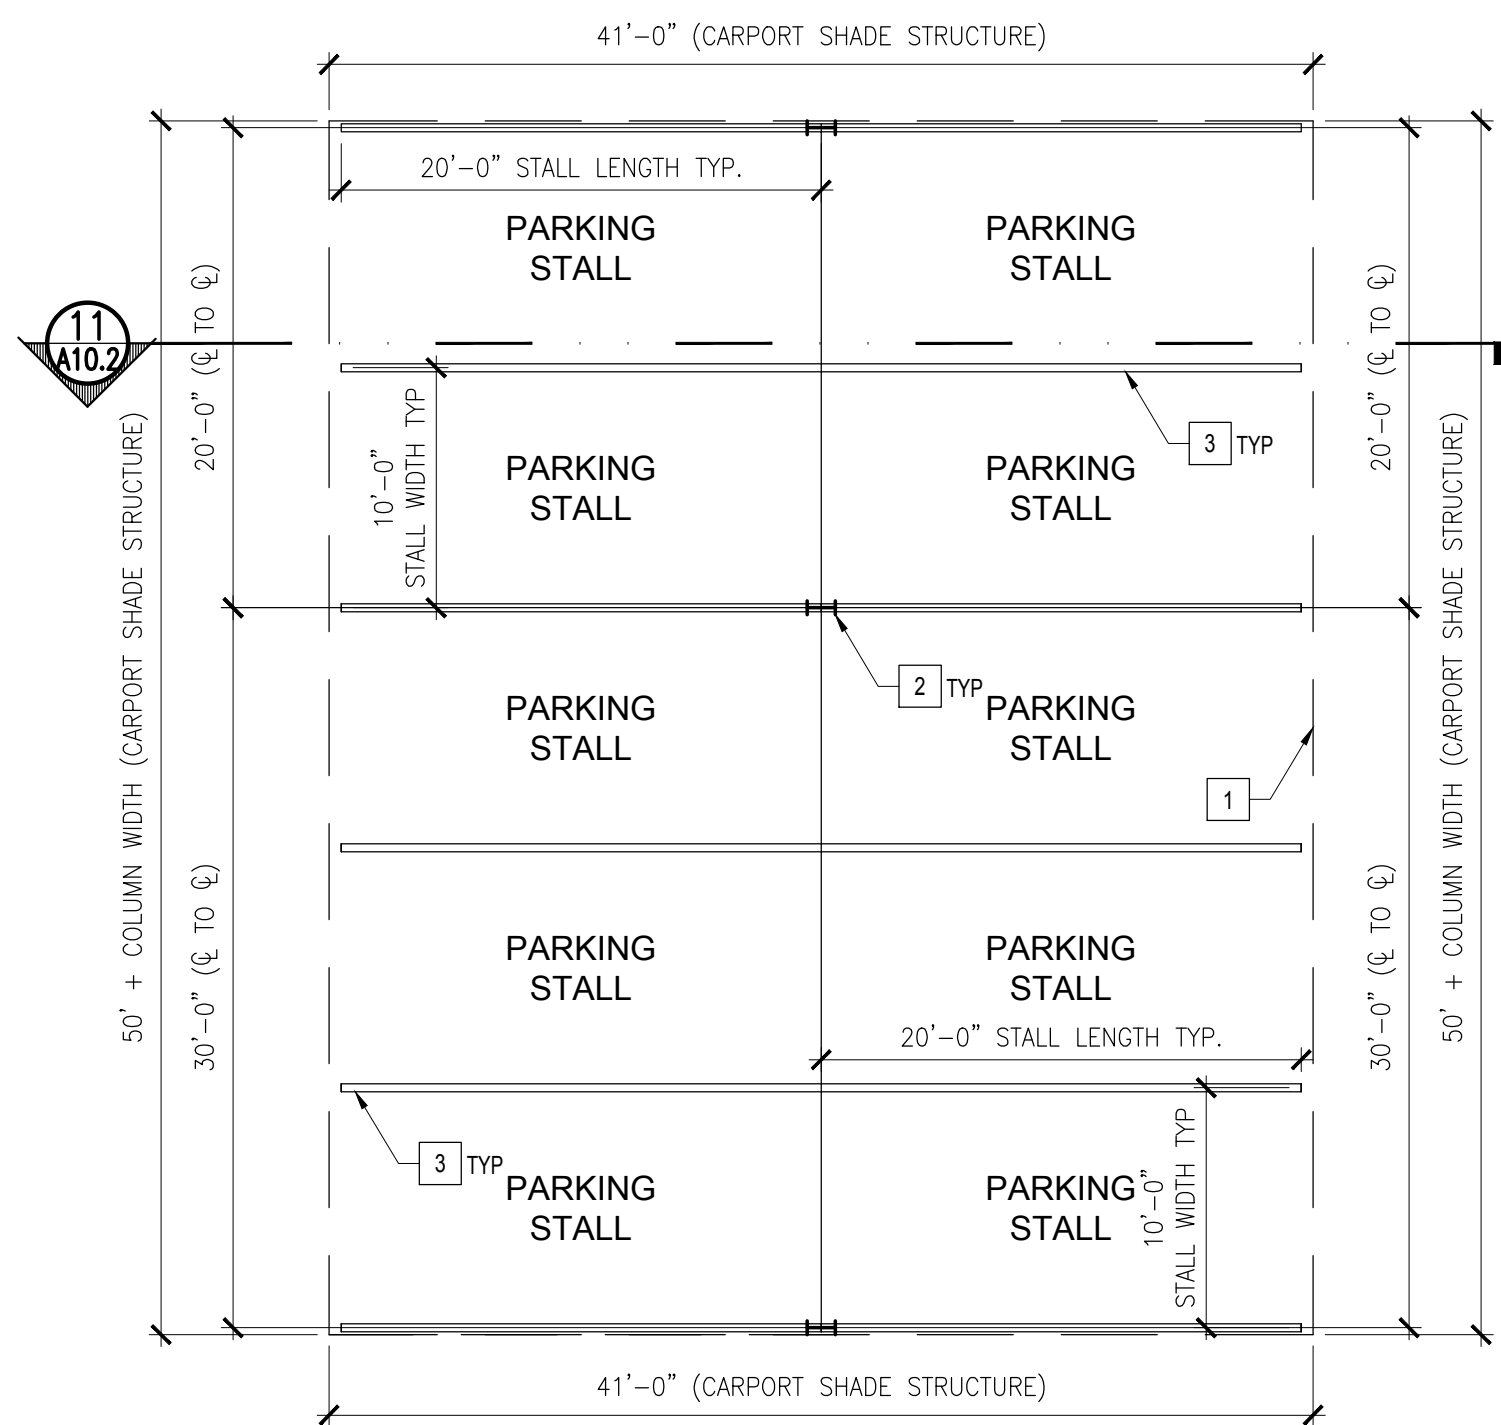 41'-0" (CARPORT SHADE STRUCTURE)
20'-0" STALL LENGTH TYP.
PARKING
STALL
PARKING
STALL
20'-0" (℄ TO ℄)
20'-0" (℄ TO ℄)
11
A10.2
10'-0"
STALL WIDTH TYP
3 TYP
PARKING
STALL
PARKING
STALL
50' + COLUMN WIDTH (CARPORT SHADE STRUCTURE)
50' + COLUMN WIDTH (CARPORT SHADE STRUCTURE)
2 TYP
PARKING
STALL
PARKING
STALL
1
30'-0" (℄ TO ℄)
30'-0" (℄ TO ℄)
PARKING
STALL
PARKING
STALL
20'-0" STALL LENGTH TYP.
3 TYP
PARKING
STALL
PARKING
STALL
10'-0"
STALL WIDTH TYP
41'-0" (CARPORT SHADE STRUCTURE)